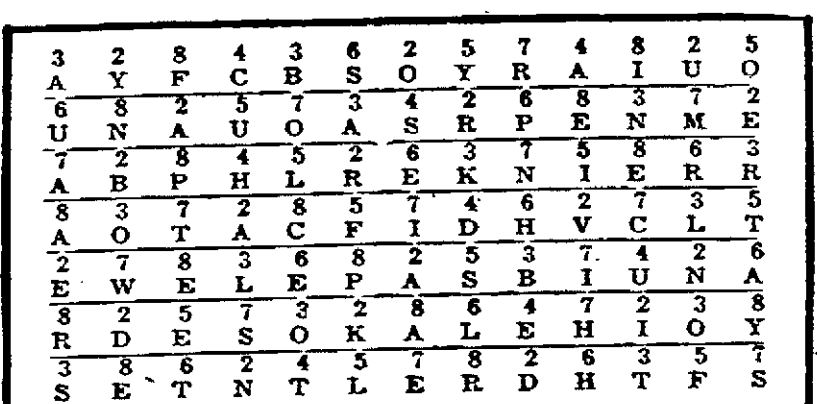 3 2 8 4 3 6 2 5 7 4 8 2 5
A Y F C B S O Y R A I U O
6 8 2 5 7 3 4 2 6 8 3 7 2
U N A U O A S R P E N M E
7 2 8 4 5 2 6 3 7 5 8 6 3
A B P H L R E K N I E R R
8 3 7 2 8 5 7 4 6 2 7 3 5
A O T A C F I D H V C L T
2 7 8 3 6 8 2 5 3 7 4 2 6
E W E L E P A S B I U N A
8 2 5 7 3 2 8 6 4 7 2 3 8
R D E S O K A L E H I O Y
3 8 6 2 4 5 7 8 2 6 3 5 7
S E T N T L E R D H T F S